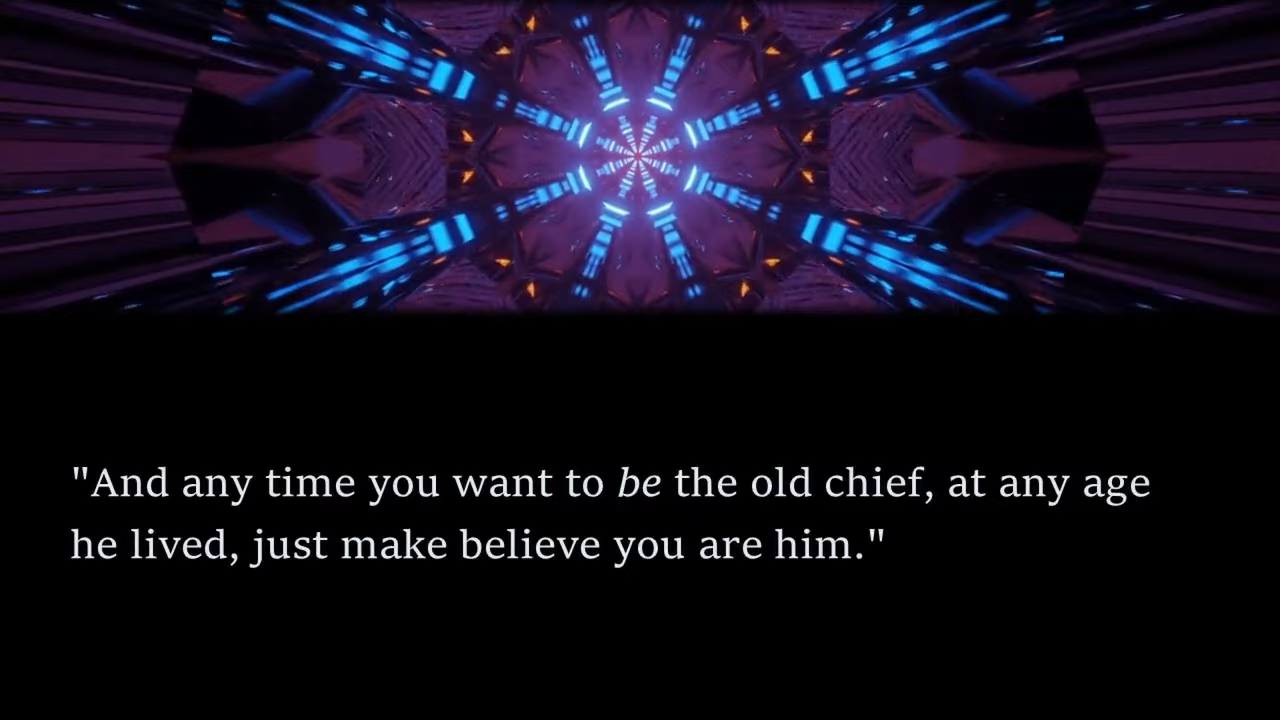 "And any time you want to be the old chief, at any age
he lived, just make believe you are him."